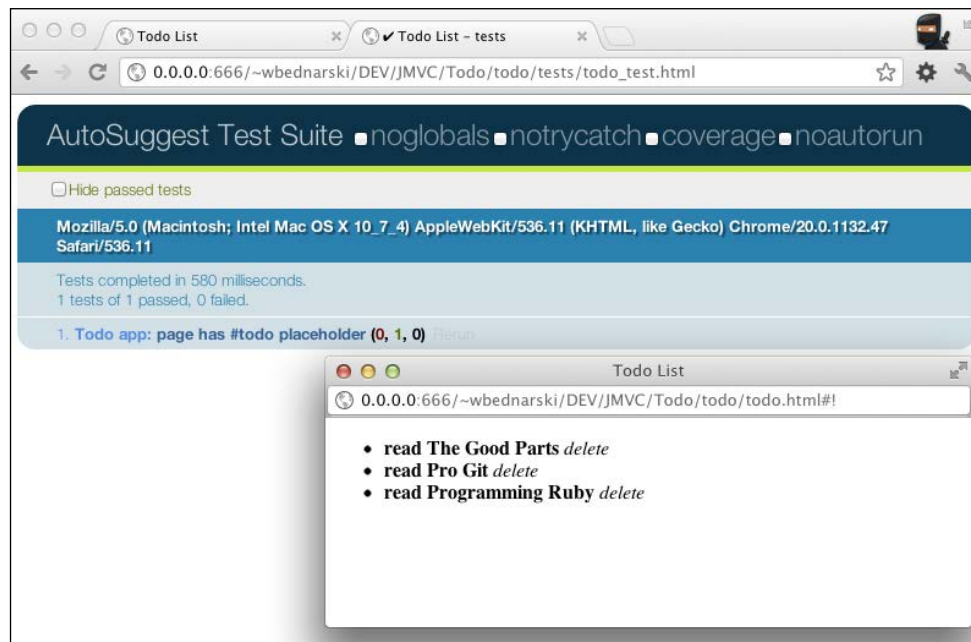 Todo List
✔ Todo List – tests
0.0.0.0:666/~wbednarski/DEV/JMVC/Todo/todo/tests/todo_test.html
AutoSuggest Test Suite noglobals notrycatch coverage noautorun
Hide passed tests
Mozilla/5.0 (Macintosh; Intel Mac OS X 10_7_4) AppleWebKit/536.11 (KHTML, like Gecko) Chrome/20.0.1132.47
Safari/536.11
Tests completed in 580 milliseconds.
1 tests of 1 passed, 0 failed.
1. Todo app: page has #todo placeholder (0, 1, 0) Rerun
Todo List
0.0.0.0:666/~wbednarski/DEV/JMVC/Todo/todo/todo.html#!
• read The Good Parts delete
• read Pro Git delete
• read Programming Ruby delete